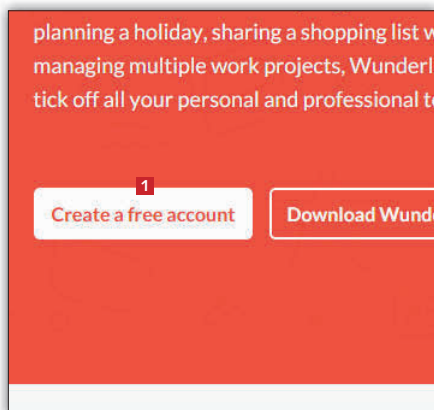 planning a holiday, sharing a shopping list w
managing multiple work projects, Wunderl
tick off all your personal and professional t
1
Create a free account
Download Wund